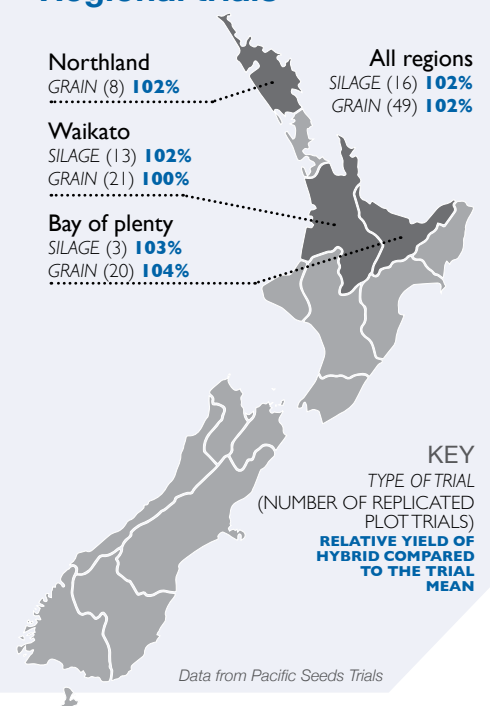 Regional trials
Northland
GRAIN (8) 102%
Waikato
SILAGE (13) 102%
GRAIN (21) 100%
Bay of plenty
SILAGE (3) 103%
GRAIN (20) 104%
All regions
SILAGE (16) 102%
GRAIN (49) 102%
KEY
TYPE OF TRIAL
(NUMBER OF REPLICATED
PLOT TRIALS)
RELATIVE YIELD OF
HYBRID COMPARED
TO THE TRIAL
MEAN
Data from Pacific Seeds Trials